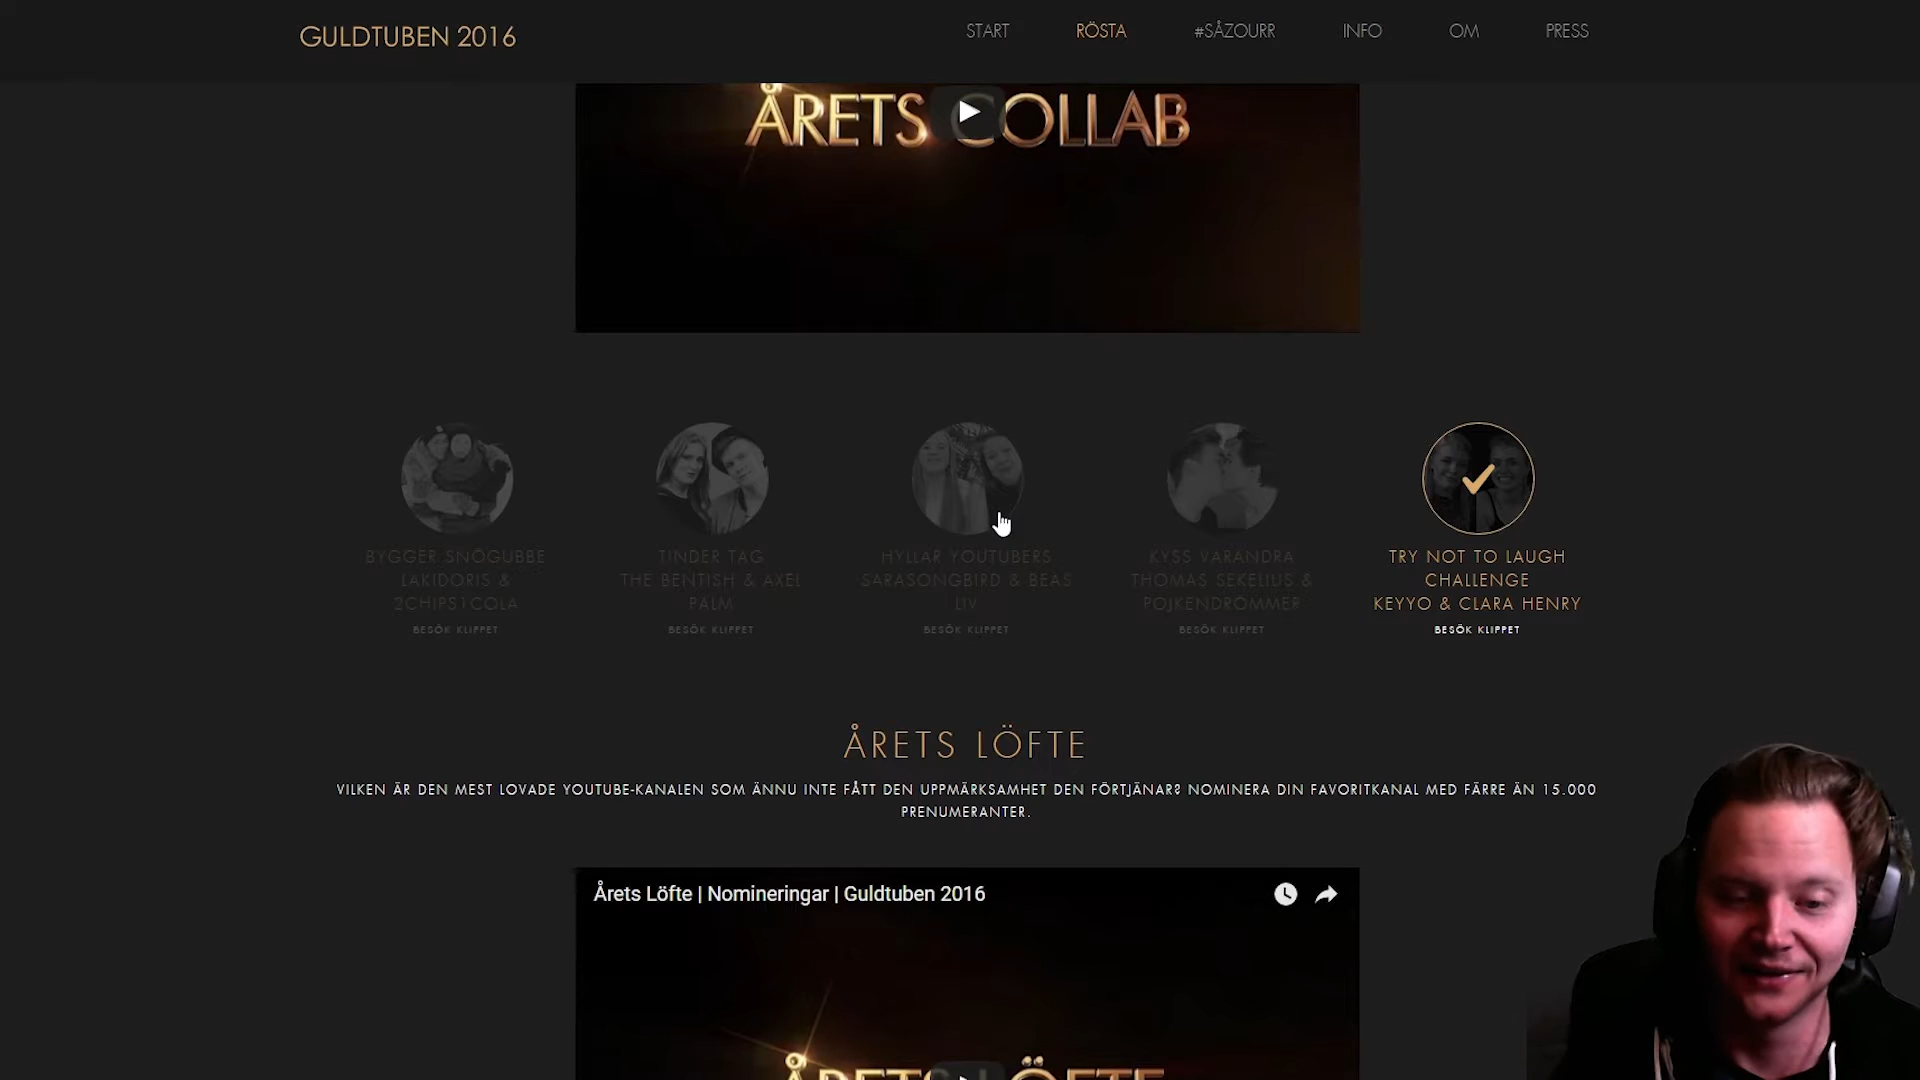 GULDTUBEN 2016
START
RÖSTA
#SÅZOURR
INFO
OM
PRESS
ÅRETS COLLAB
BYGGER SNÖGUBBE
LAKIDORIS &
2CHIPS1COLA
BESÖK KLIPPET
TINDER TAG
THE BENTISH & AXEL
PALM
BESÖK KLIPPET
HYLLAR YOUTUBERS
SARASONGBIRD & BEAS
LIV
BESÖK KLIPPET
KYSS VARANDRA
THOMAS SEKELIUS &
POJKENDRÖMMER
BESÖK KLIPPET
TRY NOT TO LAUGH
CHALLENGE
KEYYO & CLARA HENRY
BESÖK KLIPPET
ÅRETS LÖFTE
VILKEN ÄR DEN MEST LOVADE YOUTUBE-KANALEN SOM ÄNNU INTE FÅTT DEN UPPMÄRKSAMHET DEN FÖRTJÄNAR? NOMINERA DIN FAVORITKANAL MED FÄRRE ÄN 15.000
PRENUMERANTER.
Årets Löfte | Nomineringar | Guldtuben 2016
ÅRETS LÖFTE